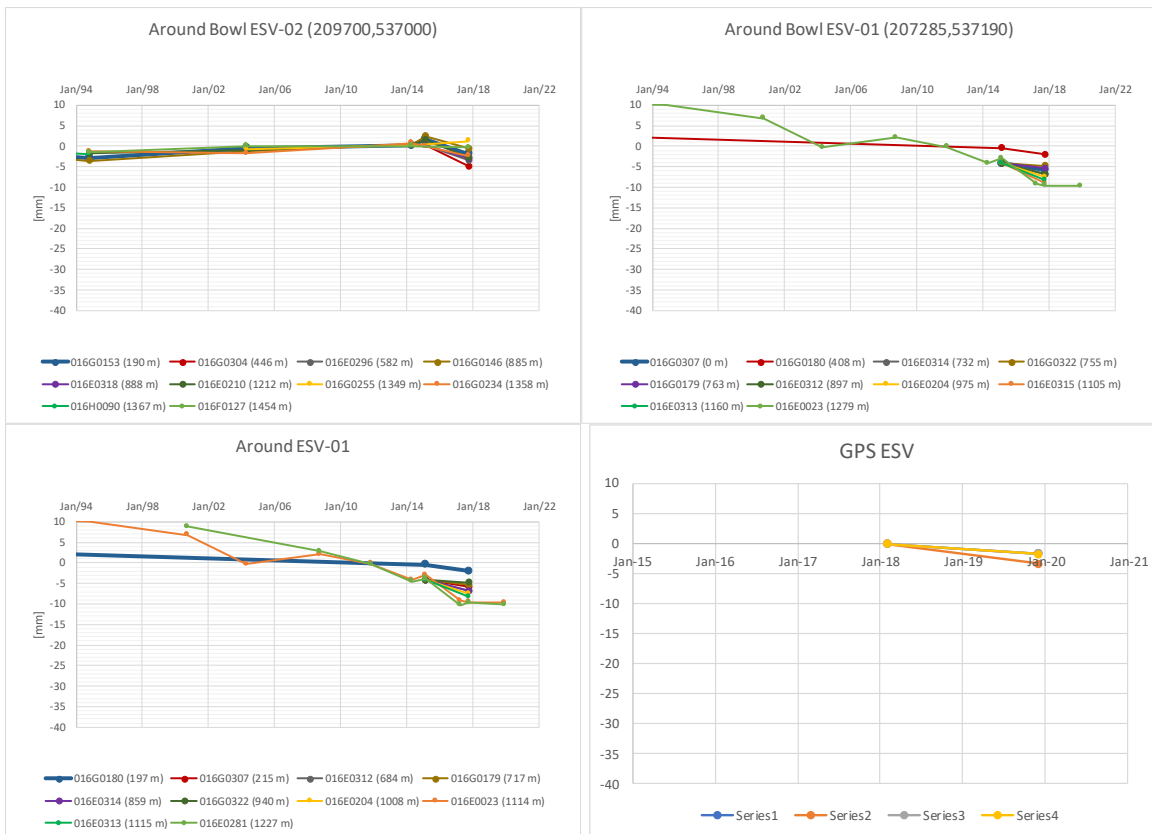 Around Bowl ESV-02 (209700,537000)
Jan/94 Jan/98 Jan/02 Jan/06 Jan/10 Jan/14 Jan/18 Jan/22
10
5
0
-5
-10
-15
-20
-25
-30
-35
-40
[mm]
016G0153 (190 m) 016G0304 (446 m) 016E0296 (582 m) 016G0146 (885 m)
016E0318 (888 m) 016E0210 (1212 m) 016G0255 (1349 m) 016G0234 (1358 m)
016H0090 (1367 m) 016F0127 (1454 m)
Around Bowl ESV-01 (207285,537190)
Jan/94 Jan/98 Jan/02 Jan/06 Jan/10 Jan/14 Jan/18 Jan/22
10
5
0
-5
-10
-15
-20
-25
-30
-35
-40
[mm]
016G0307 (0 m) 016G0180 (408 m) 016E0314 (732 m) 016G0322 (755 m)
016G0179 (763 m) 016E0312 (897 m) 016E0204 (975 m) 016E0315 (1105 m)
016E0313 (1160 m) 016E0023 (1279 m)
Around ESV-01
Jan/94 Jan/98 Jan/02 Jan/06 Jan/10 Jan/14 Jan/18 Jan/22
10
5
0
-5
-10
-15
-20
-25
-30
-35
-40
[mm]
016G0180 (197 m) 016G0307 (215 m) 016E0312 (684 m) 016G0179 (717 m)
016E0314 (859 m) 016G0322 (940 m) 016E0204 (1008 m) 016E0023 (1114 m)
016E0313 (1115 m) 016E0281 (1227 m)
GPS ESV
10
5
0
Jan-15 Jan-16 Jan-17 Jan-18 Jan-19 Jan-20 Jan-21
-5
-10
-15
-20
-25
-30
-35
-40
Series1 Series2 Series3 Series4